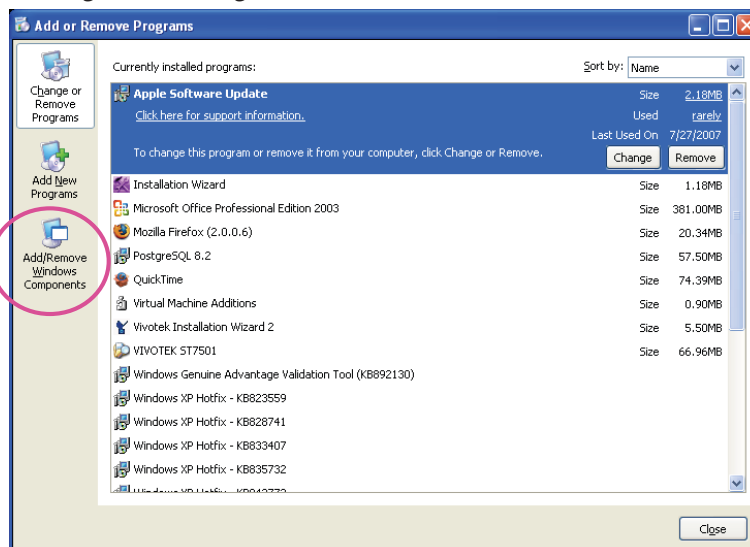 Add or Remove Programs
Change or
Remove
Programs
Add New
Programs
Add/Remove
Windows
Components
Currently installed programs:
Sort by: Name
Apple Software Update Size 2.18MB
Click here for support information. Used rarely
Last Used On 7/27/2007
To change this program or remove it from your computer, click Change or Remove. Change Remove
Installation Wizard Size 1.18MB
Microsoft Office Professional Edition 2003 Size 381.00MB
Mozilla Firefox (2.0.0.6) Size 20.34MB
PostgreSQL 8.2 Size 57.50MB
QuickTime Size 74.39MB
Virtual Machine Additions Size 0.90MB
Vivotek Installation Wizard 2 Size 5.50MB
VIVOTEK ST7501 Size 66.96MB
Windows Genuine Advantage Validation Tool (KB892130)
Windows XP Hotfix - KB823559
Windows XP Hotfix - KB828741
Windows XP Hotfix - KB833407
Windows XP Hotfix - KB835732
Close